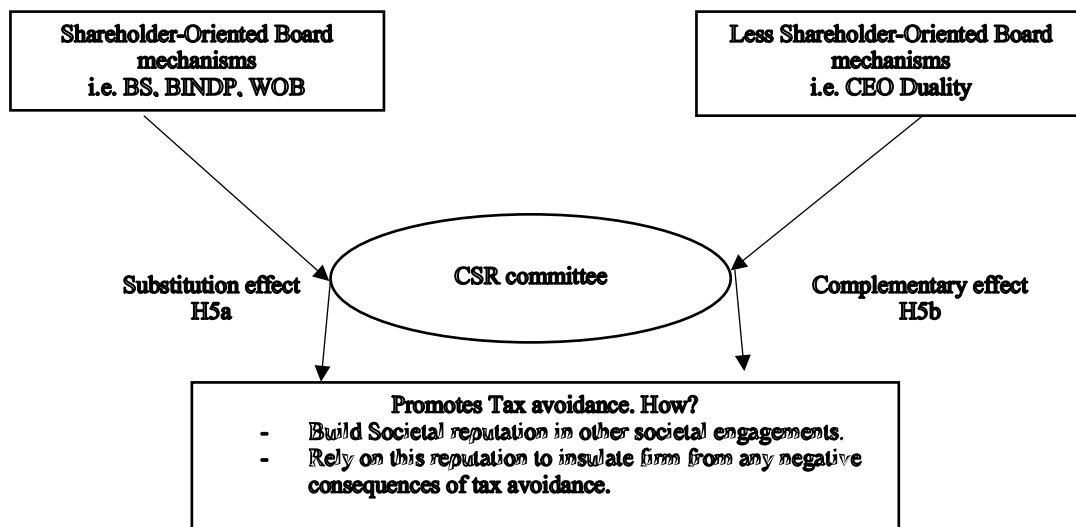 Shareholder-Oriented Board
mechanisms
i.e. BS, BINDP, WOB
Less Shareholder-Oriented Board
mechanisms
i.e. CEO Duality
CSR committee
Substitution effect
H5a
Complementary effect
H5b
Promotes Tax avoidance. How?
- Build Societal reputation in other societal engagements.
- Rely on this reputation to insulate firm from any negative
consequences of tax avoidance.